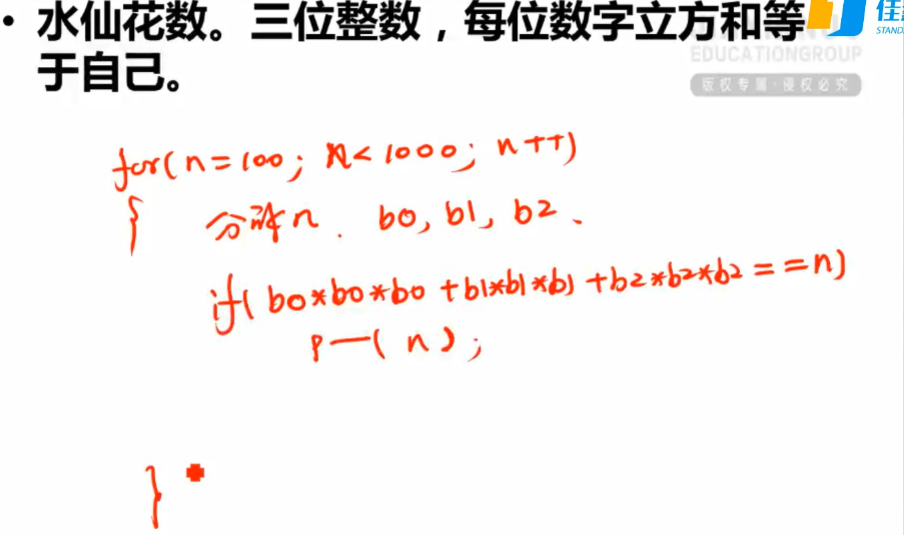 • 水仙花数。三位整数，每位数字立方和等
于自己。
EDUCATIONGROUP
STAND
版权专属·侵权必究
for(n=100; n<1000; n++)
{ 分解n. b0, b1, b2、
if( b0*b0*b0 +b1*b1*b1 +b2*b2*b2 ==n)
p—( n );
}